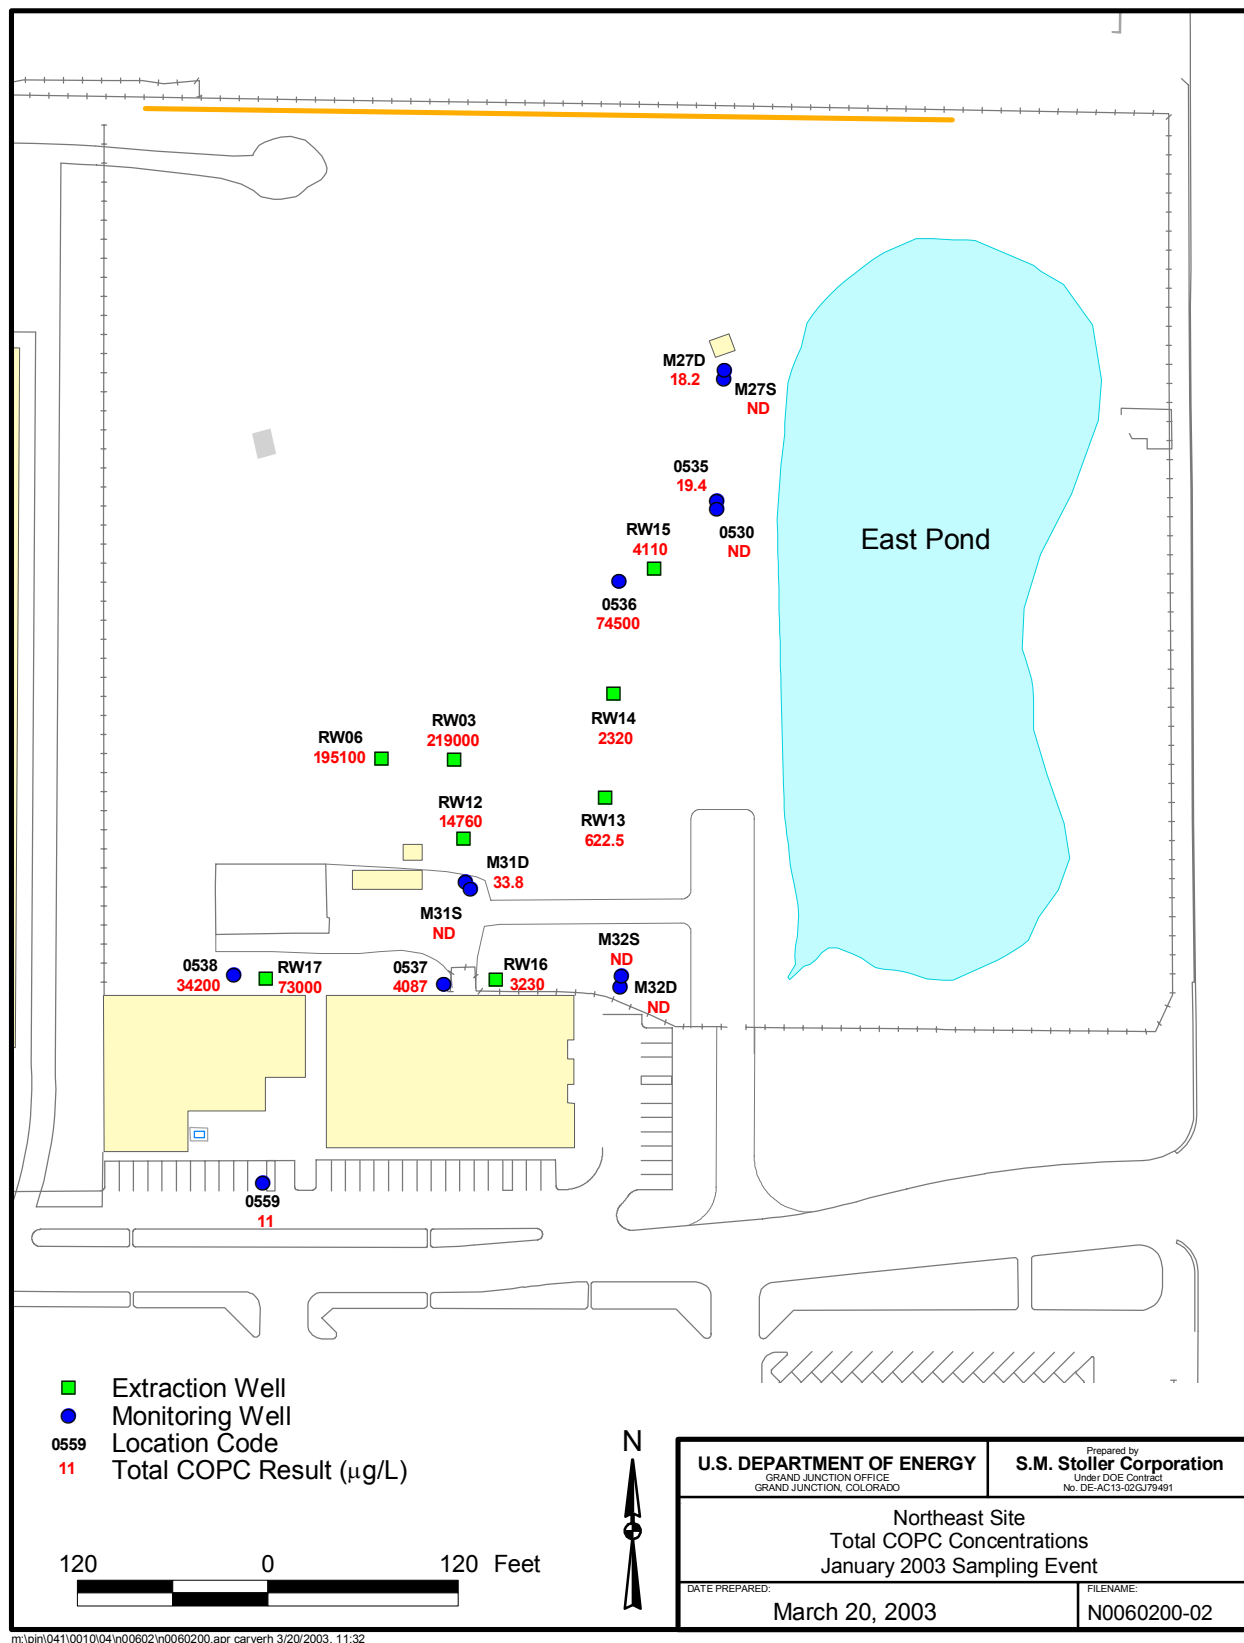 M27D
18.2
M27S
ND
0535
19.4
0530
ND
RW15
4110
East Pond
0536
74500
RW14
2320
RW03
219000
RW06
195100
RW12
14760
RW13
622.5
M31D
33.8
M31S
ND
M32S
ND
M32D
ND
0538
34200
RW17
73000
0537
4087
RW16
3230
0559
11
Extraction Well
Monitoring Well
0559 Location Code
11 Total COPC Result (µg/L)
N
120 0 120 Feet
U.S. DEPARTMENT OF ENERGY
GRAND JUNCTION OFFICE
GRAND JUNCTION, COLORADO
Prepared by
S.M. Stoller Corporation
Under DOE Contract
No. DE-AC13-02GJ79491
Northeast Site
Total COPC Concentrations
January 2003 Sampling Event
DATE PREPARED:
March 20, 2003
FILENAME:
N0060200-02
m:\pin\041\0010\04\n00602\n0060200.apr carverh 3/20/2003, 11:32